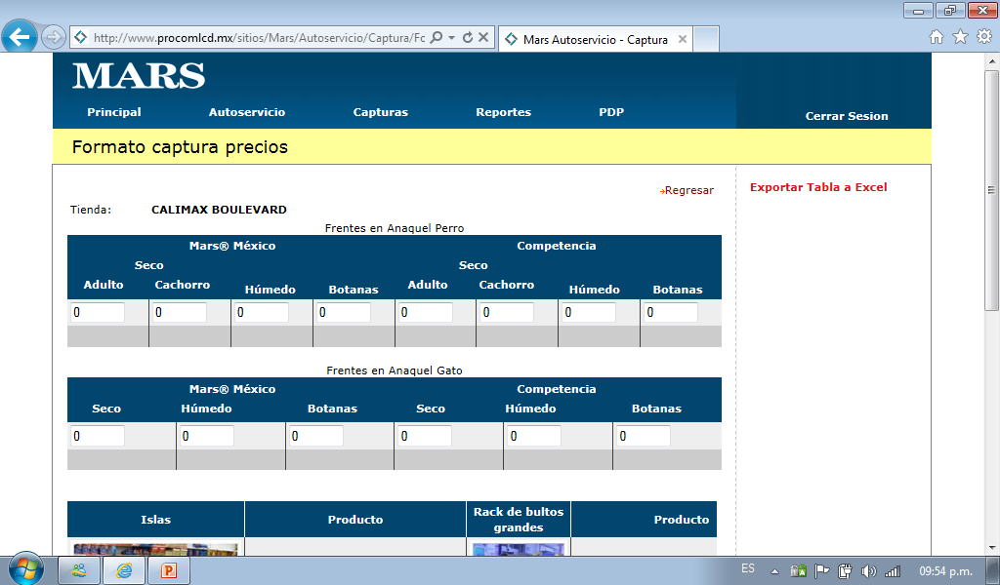 http://www.procomlcd.mx/sitios/Mars/Autoservicio/Captura/Fo
Mars Autoservicio - Captura
MARS
Principal Autoservicio Capturas Reportes PDP Cerrar Sesion
Formato captura precios
Regresar
Exportar Tabla a Excel
Tienda: CALIMAX BOULEVARD
Frentes en Anaquel Perro
Mars® México Competencia
Seco Seco
Adulto Cachorro Húmedo Botanas Adulto Cachorro Húmedo Botanas
0 0 0 0 0 0 0 0
Frentes en Anaquel Gato
Mars® México Competencia
Seco Húmedo Botanas Seco Húmedo Botanas
0 0 0 0 0 0
Islas Producto Rack de bultos grandes Producto
ES 09:54 p.m.